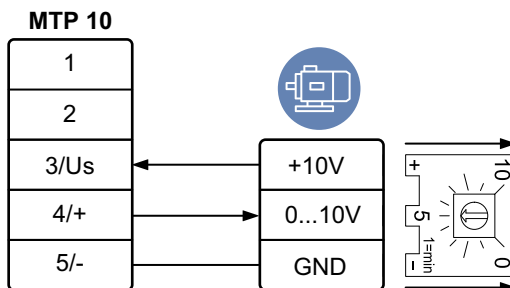 MTP 10
1
2
3/Us
4/+
5/-
+10V
0...10V
GND
+ 5 -
1=min
10
0